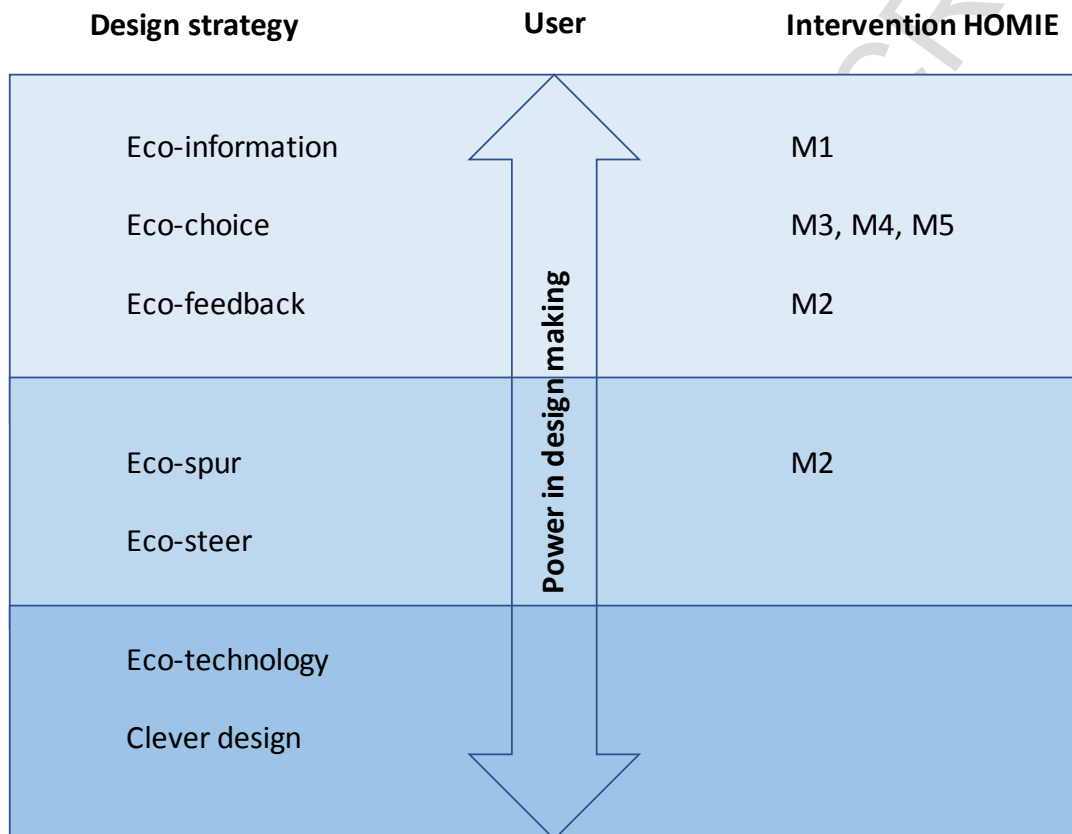 Design strategy User Intervention HOMIE
Eco-information M1
Eco-choice M3, M4, M5
Eco-feedback M2
Power in design making
Eco-spur M2
Eco-steer
Eco-technology
Clever design